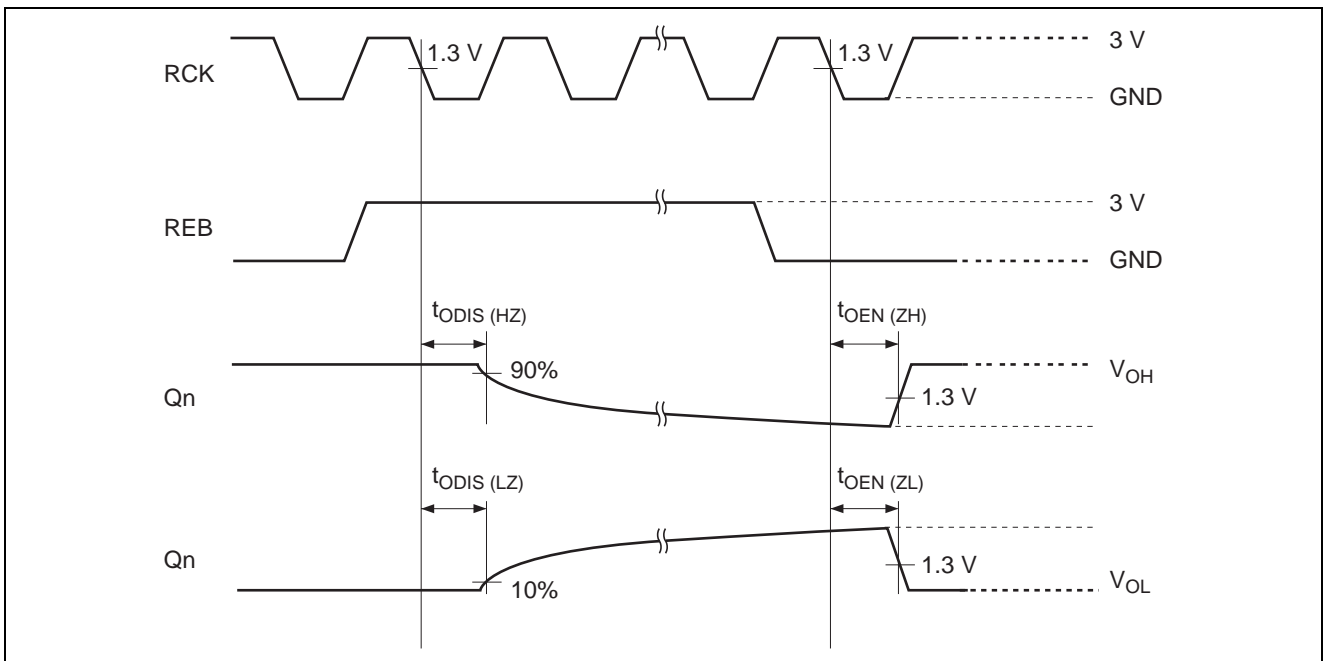 RCK
1.3 V
1.3 V
3 V
GND
REB
3 V
GND
tODIS (HZ)
tOEN (ZH)
Qn
90%
1.3 V
VOH
tODIS (LZ)
tOEN (ZL)
Qn
10%
1.3 V
VOL